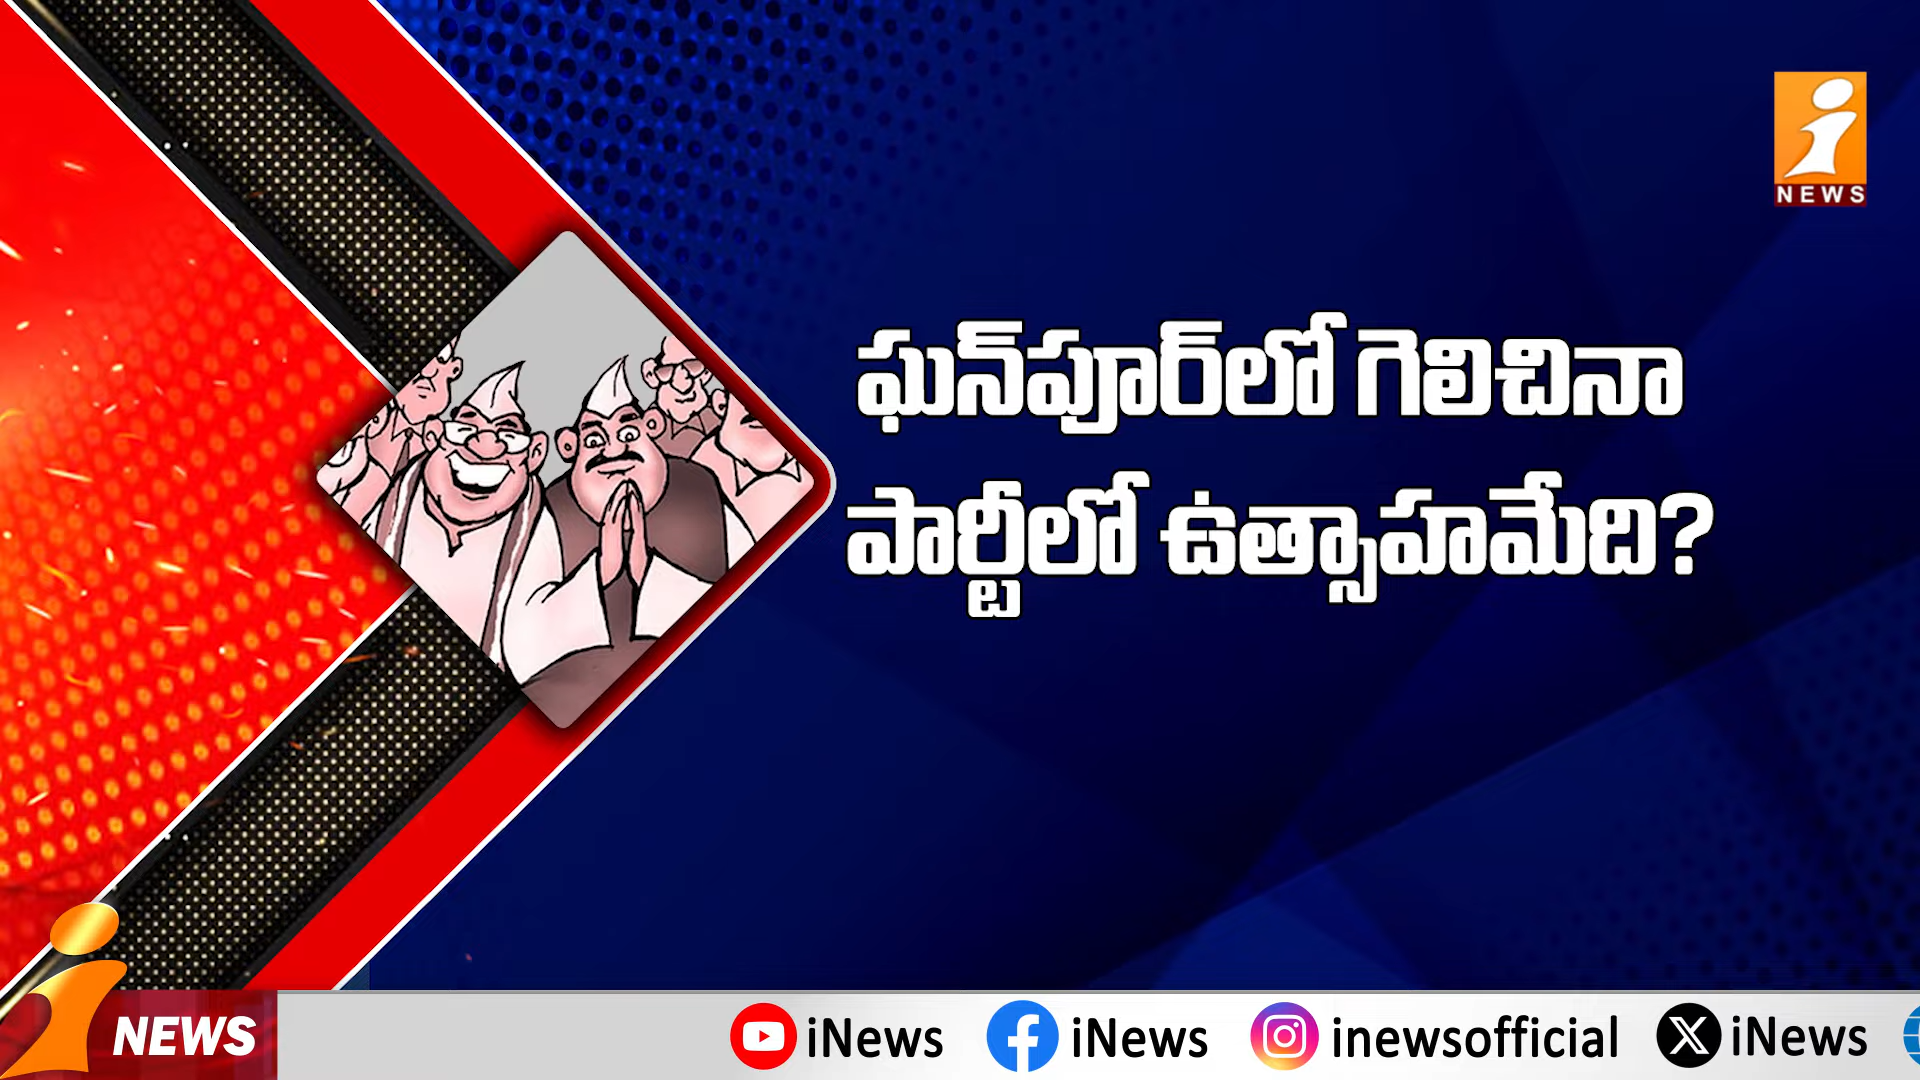 i
NEWS
ఘన్‌పూర్‌లో గెలిచినా
పార్టీలో ఉత్సాహమేది?
i NEWS
iNews
iNews
inewsofficial
iNews